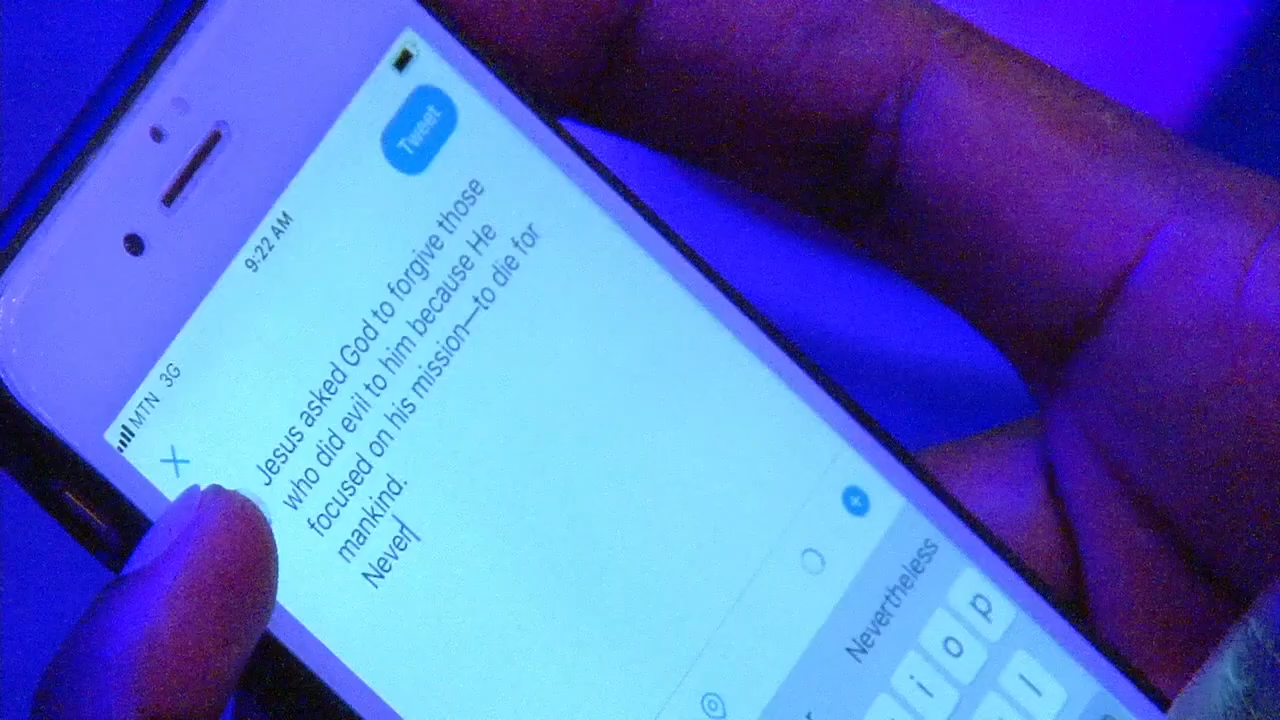 MTN 3G
9:22 AM
Tweet
Jesus asked God to forgive those
who did evil to him because He
focused on his mission—to die for
mankind.
Never
Nevertheless
i o p
l